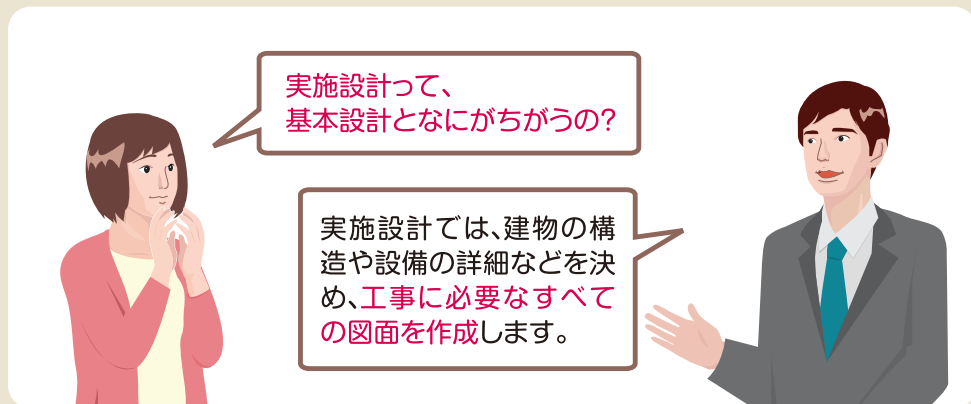 実施設計って、
基本設計となにがちがうの？
実施設計では、建物の構
造や設備の詳細などを決
め、工事に必要なすべて
の図面を作成します。